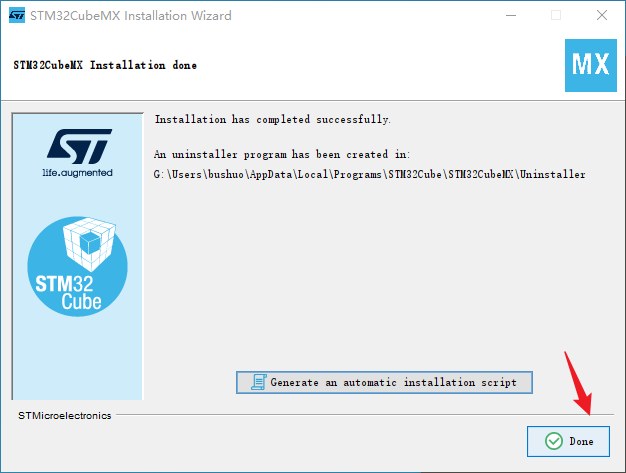 STM32CubeMX Installation Wizard
STM32CubeMX Installation done
MX
ST
life.augmented
STM32
Cube
Installation has completed successfully.
An uninstaller program has been created in:
G:\Users\bushuo\AppData\Local\Programs\STM32Cube\STM32CubeMX\Uninstaller
Generate an automatic installation script
STMicroelectronics
Done